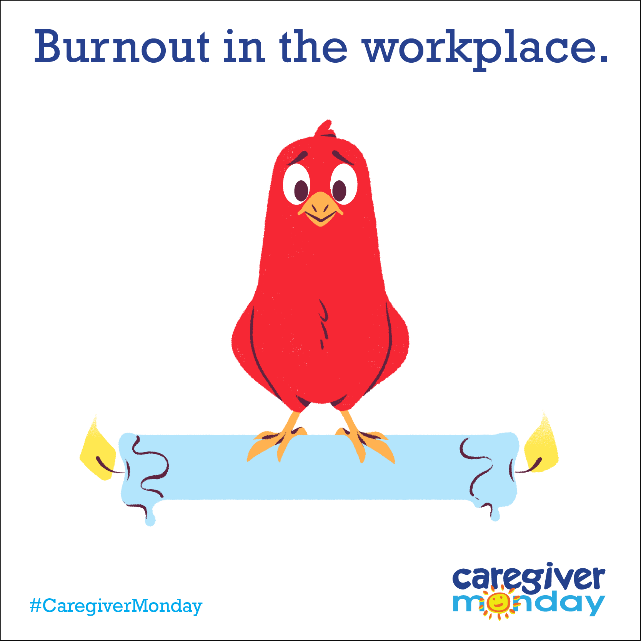 Burnout in the workplace.
#CaregiverMonday
caregiver
monday